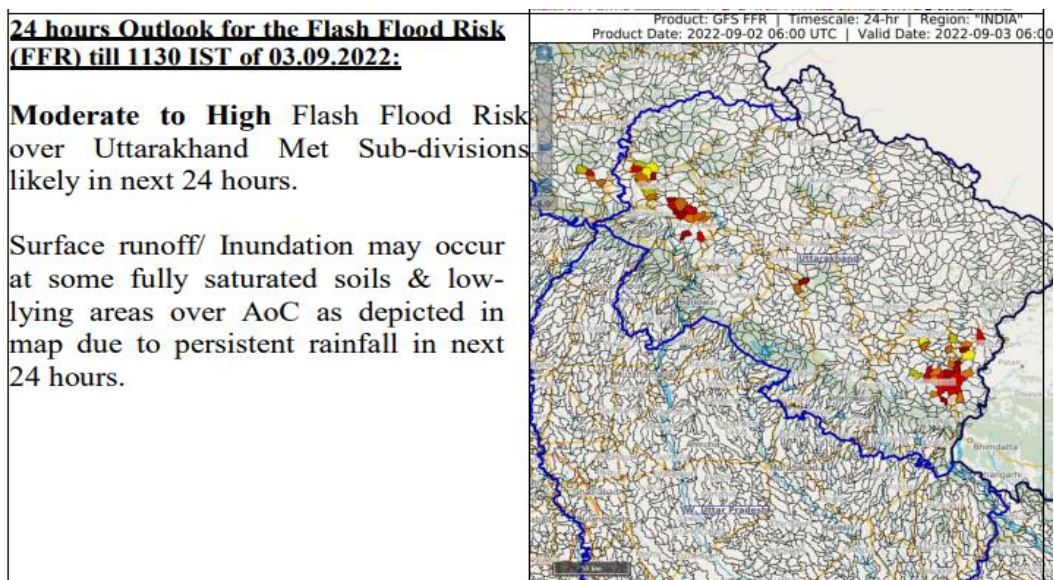 24 hours Outlook for the Flash Flood Risk
(FFR) till 1130 IST of 03.09.2022:
Moderate to High Flash Flood Risk
over Uttarakhand Met Sub-divisions
likely in next 24 hours.
Surface runoff/ Inundation may occur
at some fully saturated soils & low-
lying areas over AoC as depicted in
map due to persistent rainfall in next
24 hours.
Product: GFS FFR | Timescale: 24-hr | Region: "INDIA"
Product Date: 2022-09-02 06:00 UTC | Valid Date: 2022-09-03 06:00
Uttarakhand
Haridwar
Patan
Bhimdatta
Moradabad
W. Uttar Pradesh